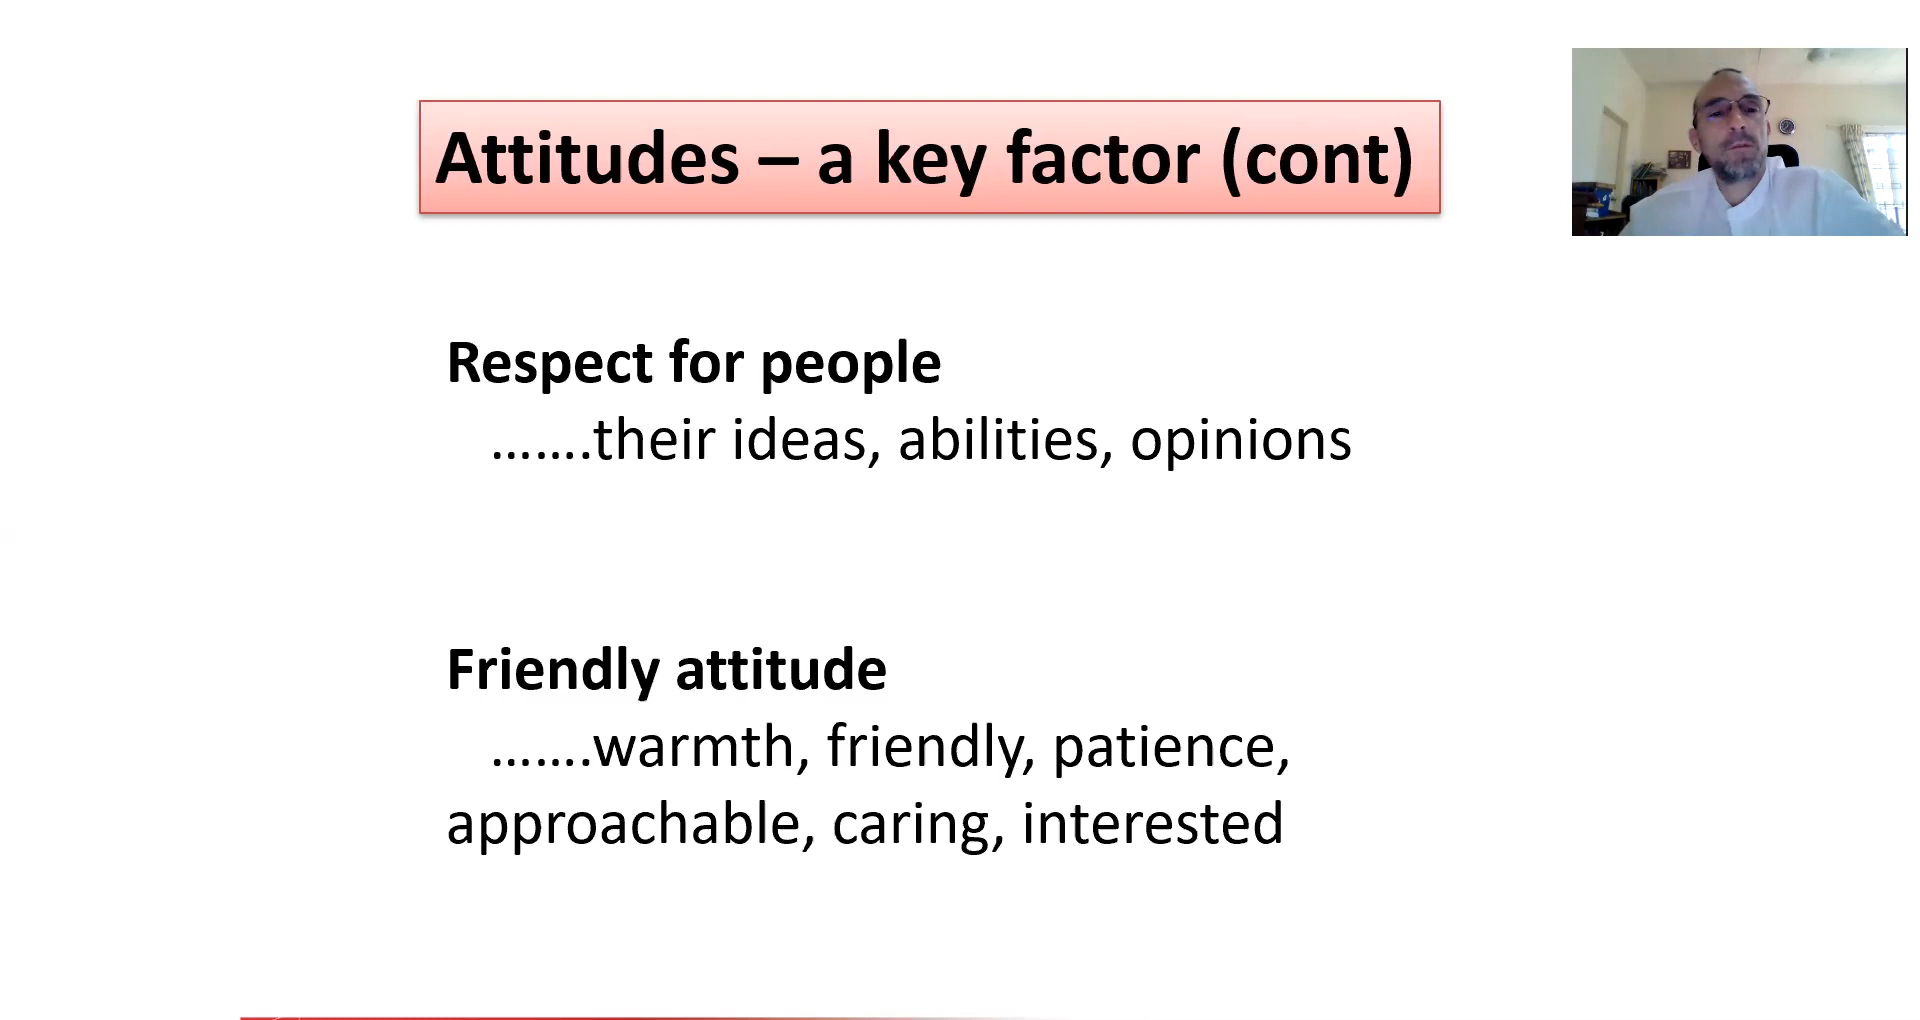 Attitudes – a key factor (cont)
Respect for people
…….their ideas, abilities, opinions
Friendly attitude
…….warmth, friendly, patience,
approachable, caring, interested